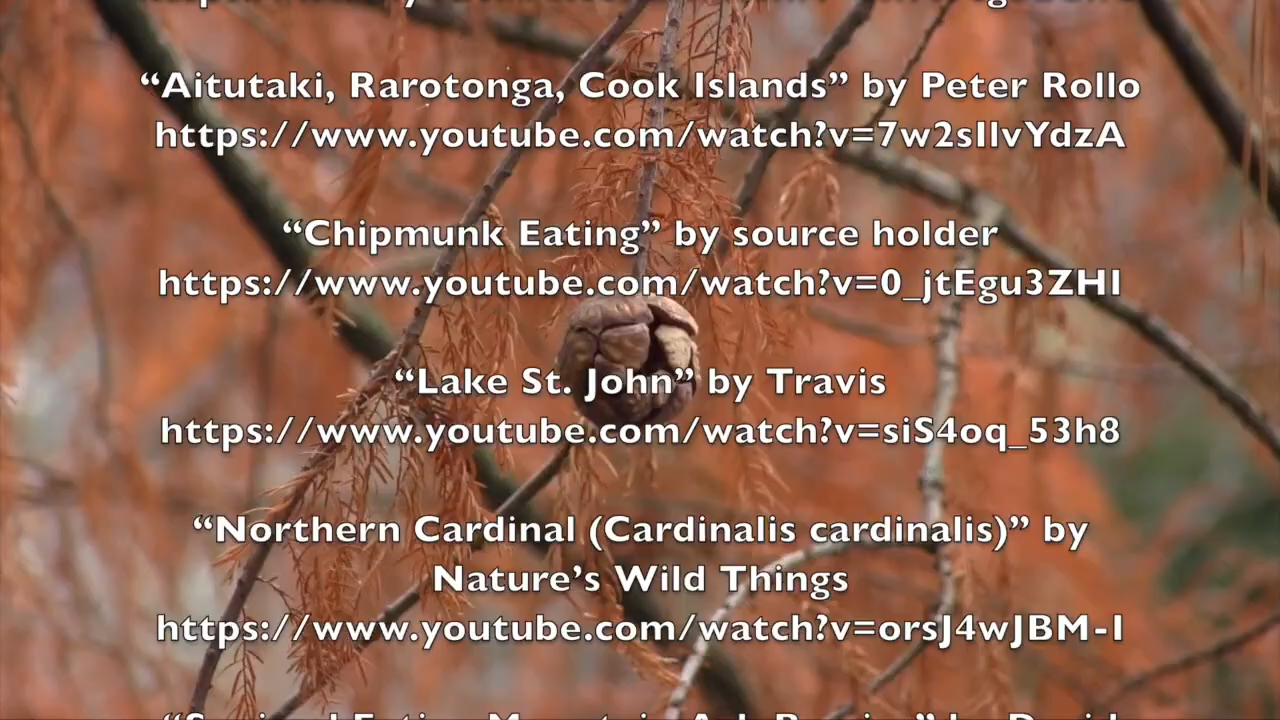 “Aitutaki, Rarotonga, Cook Islands” by Peter Rollo
https://www.youtube.com/watch?v=7w2sIIvYdzA
“Chipmunk Eating” by source holder
https://www.youtube.com/watch?v=0_jtEgu3ZHI
“Lake St. John” by Travis
https://www.youtube.com/watch?v=siS4oq_53h8
“Northern Cardinal (Cardinalis cardinalis)” by
Nature’s Wild Things
https://www.youtube.com/watch?v=orsJ4wJBM-I